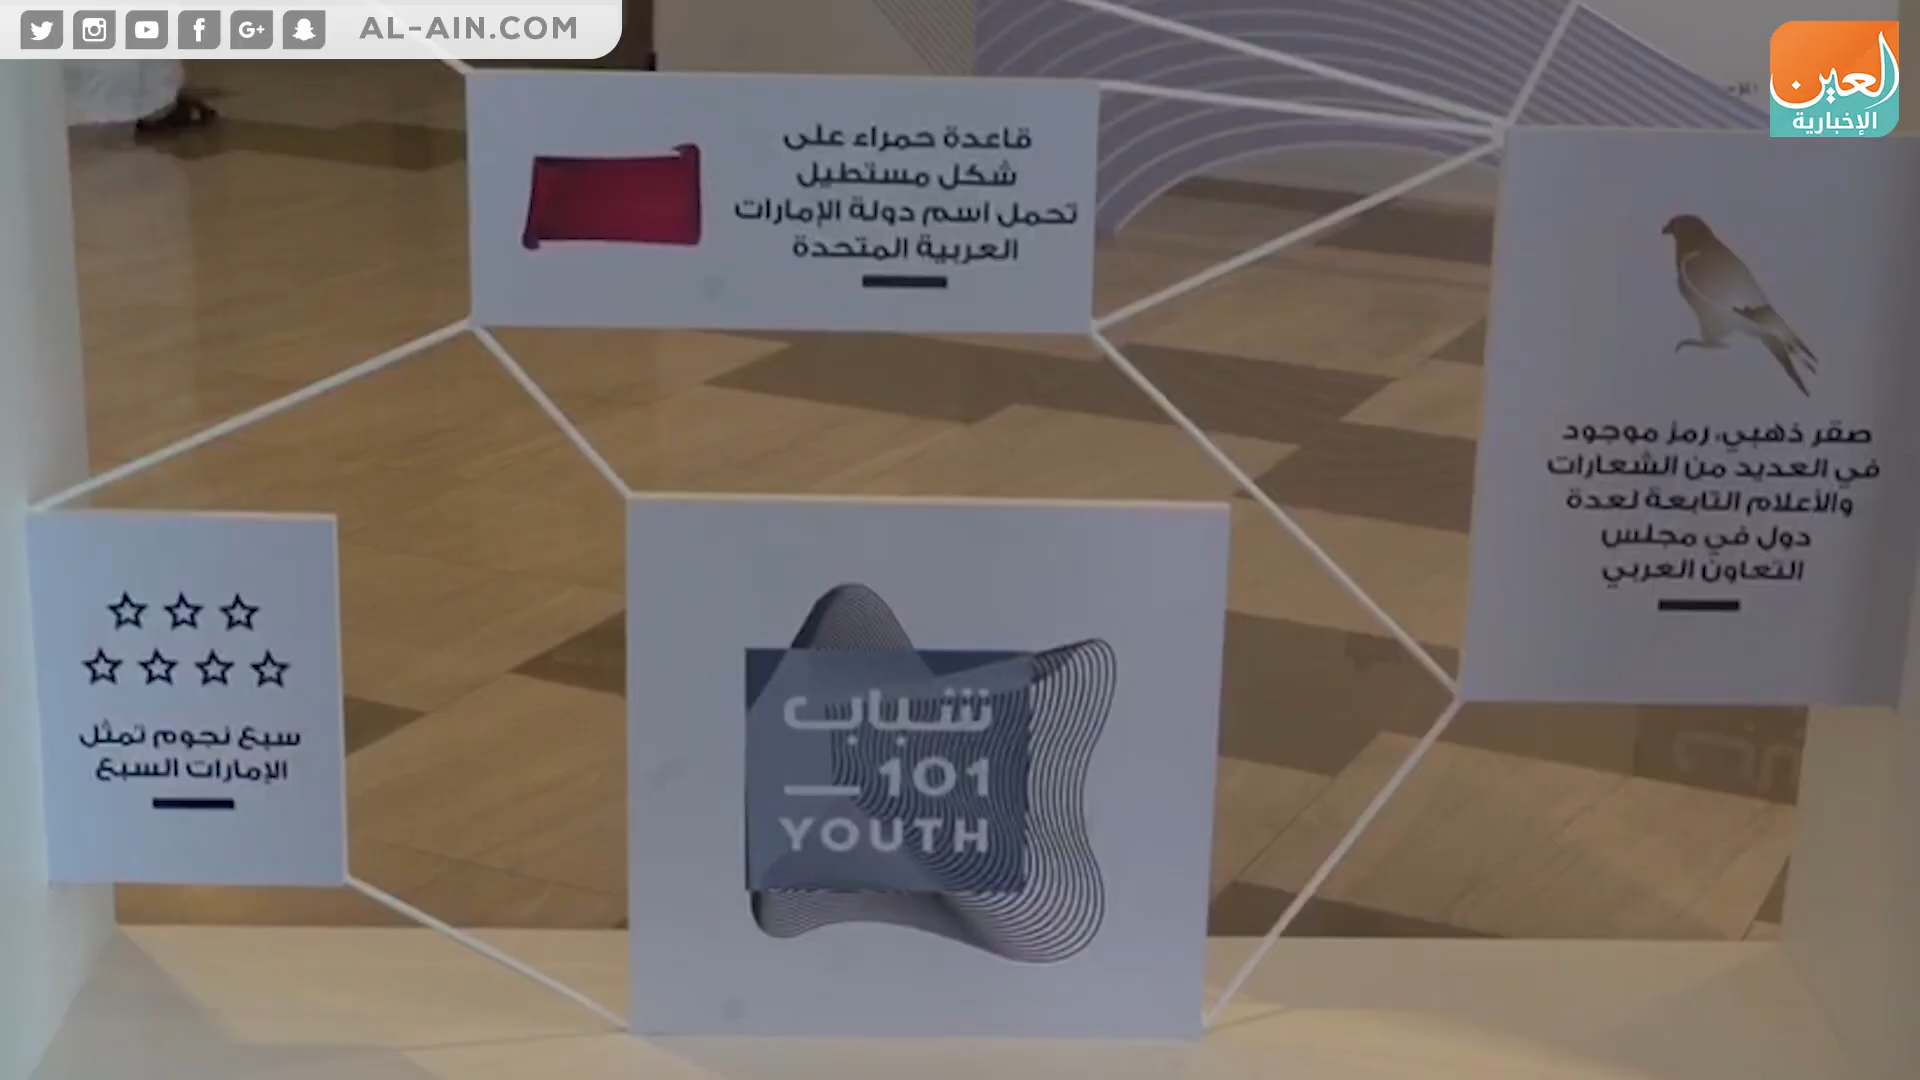 AL-AIN.COM
العين
الإخبارية
قاعدة حمراء على
شكل مستطيل
تحمل اسم دولة الإمارات
العربية المتحدة
صقر ذهبي، رمز موجود
في العديد من الشعارات
والأعلام التابعة لعدة
دول في مجلس
التعاون العربي
سبع نجوم تمثل
الإمارات السبع
شباب
101
YOUTH